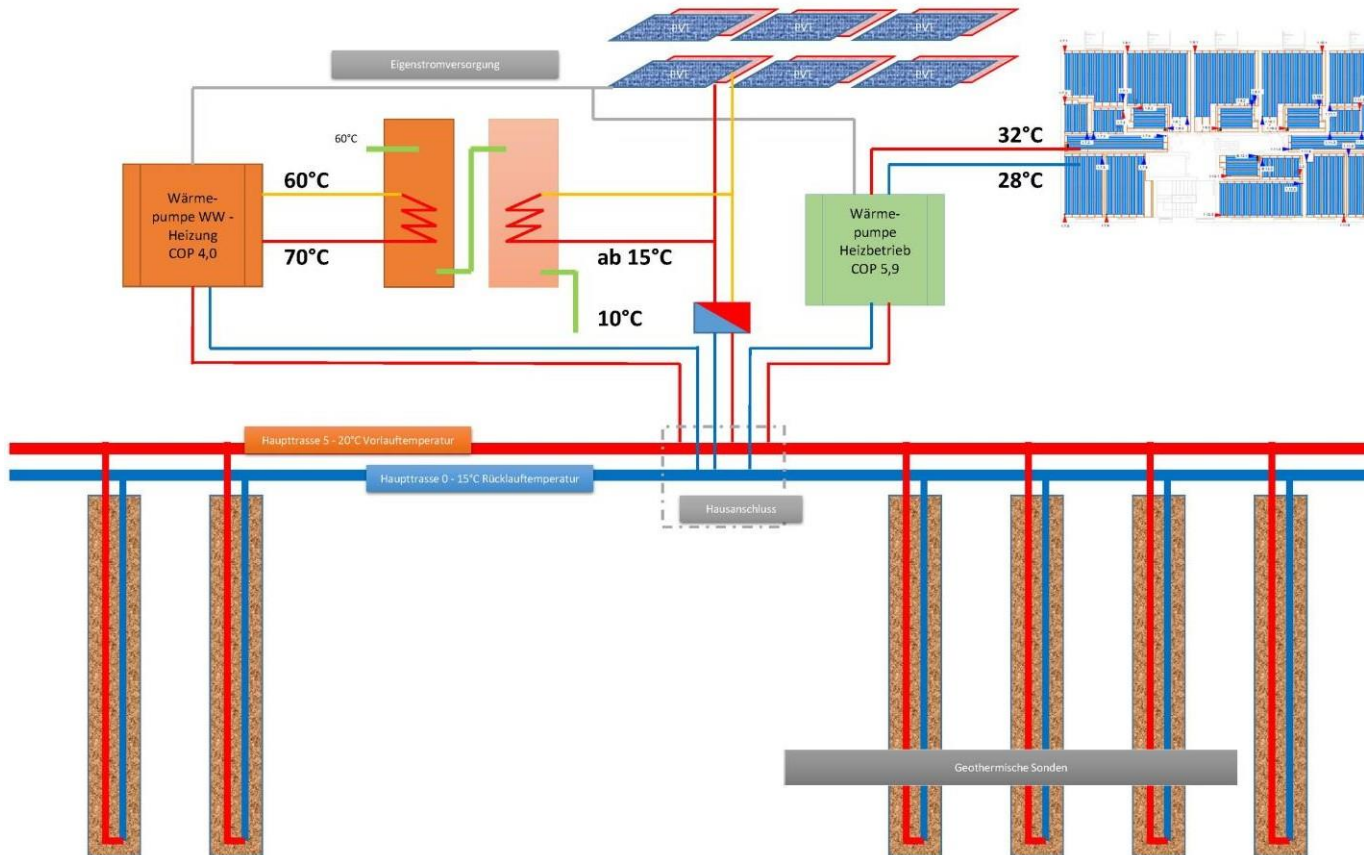 PVT
PVT
PVT
PVT
PVT
PVT
Eigenstromversorgung
60°C
32°C
28°C
Wärme-
pumpe WW -
Heizung
COP 4,0
60°C
70°C
ab 15°C
10°C
Wärme-
pumpe
Heizbetrieb
COP 5,9
Haupttrasse 5 - 20°C Vorlauftemperatur
Haupttrasse 0 - 15°C Rücklauftemperatur
Hausanschluss
Geothermische Sonden